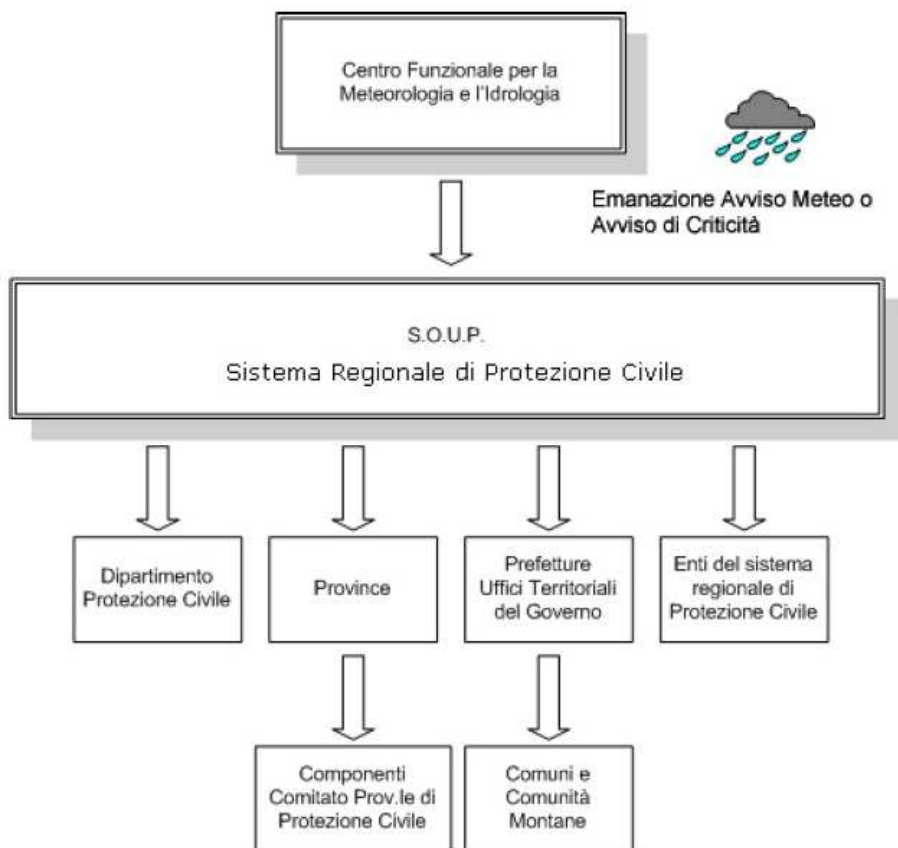 Centro Funzionale per la
Meteorologia e l'Idrologia
Emanazione Avviso Meteo o
Avviso di Criticità
S.O.U.P.
Sistema Regionale di Protezione Civile
Dipartimento
Protezione Civile
Province
Prefetture
Uffici Territoriali
del Governo
Enti del sistema
regionale di
Protezione Civile
Componenti
Comitato Prov.le di
Protezione Civile
Comuni e
Comunità
Montane